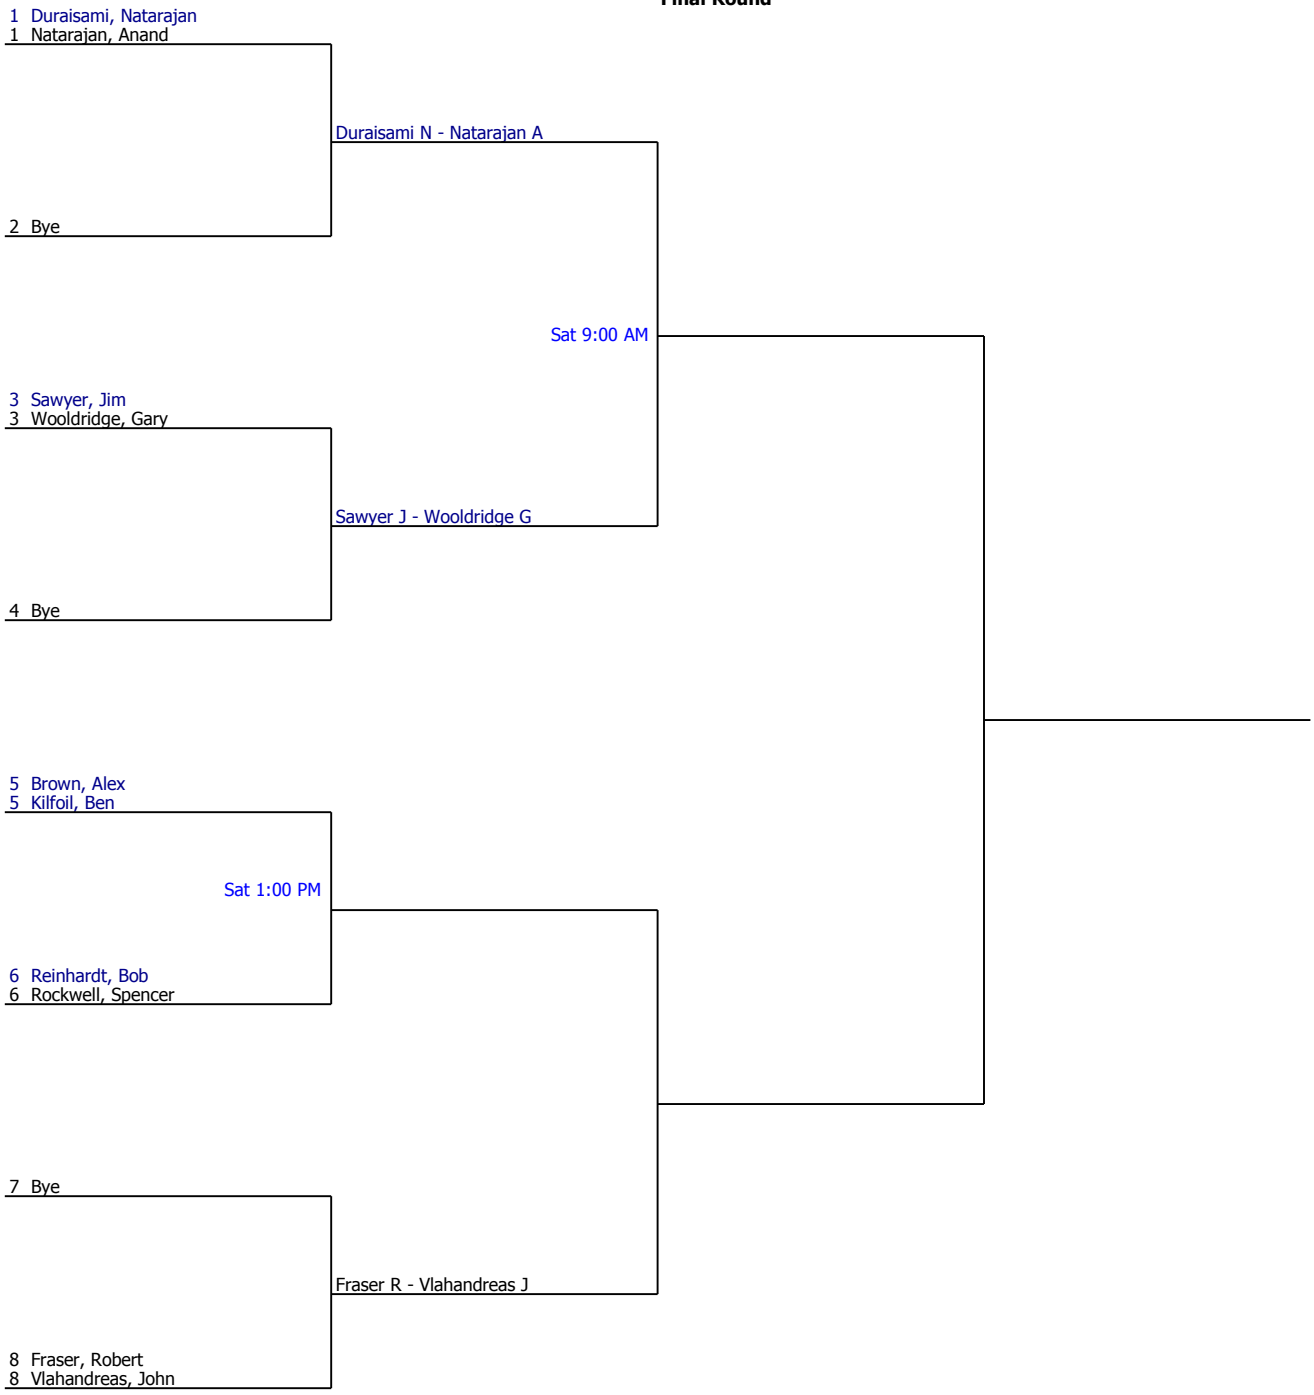 Final Round
1 Duraisami, Natarajan
1 Natarajan, Anand
Duraisami N - Natarajan A
2 Bye
Sat 9:00 AM
3 Sawyer, Jim
3 Wooldridge, Gary
Sawyer J - Wooldridge G
4 Bye
5 Brown, Alex
5 Kilfoil, Ben
Sat 1:00 PM
6 Reinhardt, Bob
6 Rockwell, Spencer
7 Bye
Fraser R - Vlahandreas J
8 Fraser, Robert
8 Vlahandreas, John